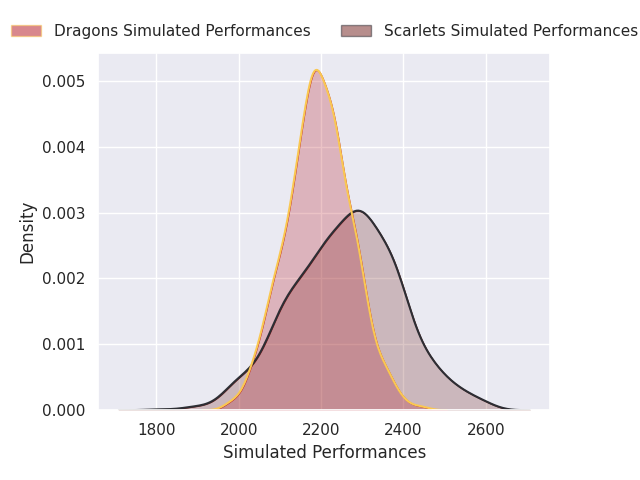 Dragons Simulated Performances Scarlets Simulated Performances
0.005
0.004
0.003
0.002
0.001
0.000
Density
1800 2000 2200 2400 2600
Simulated Performances